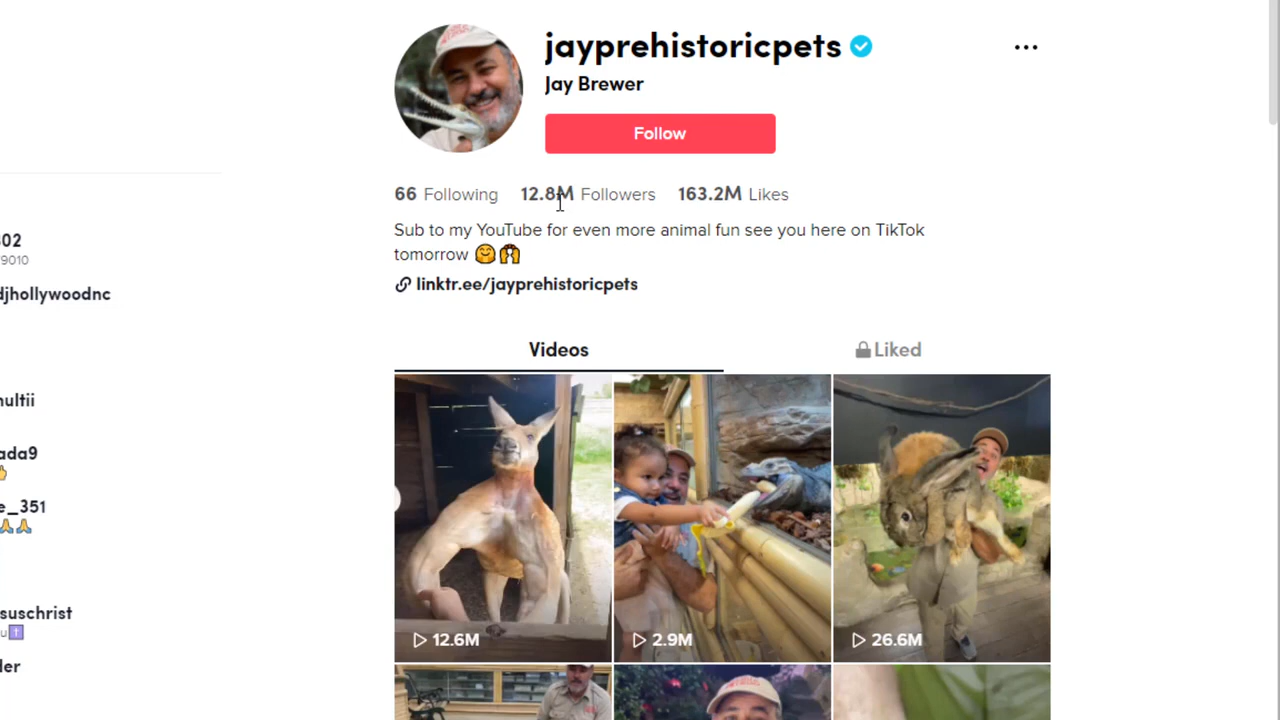 jayprehistoricpets
Jay Brewer
Follow
66 Following 12.8M Followers 163.2M Likes
Sub to my YouTube for even more animal fun see you here on TikTok
tomorrow 🤗🙌
linktr.ee/jayprehistoricpets
Videos
Liked
12.6M
2.9M
26.6M
02
9010
djhollywoodnc
ultii
ada9
e_351
🙏🙏
suschrist
u✝️
ler